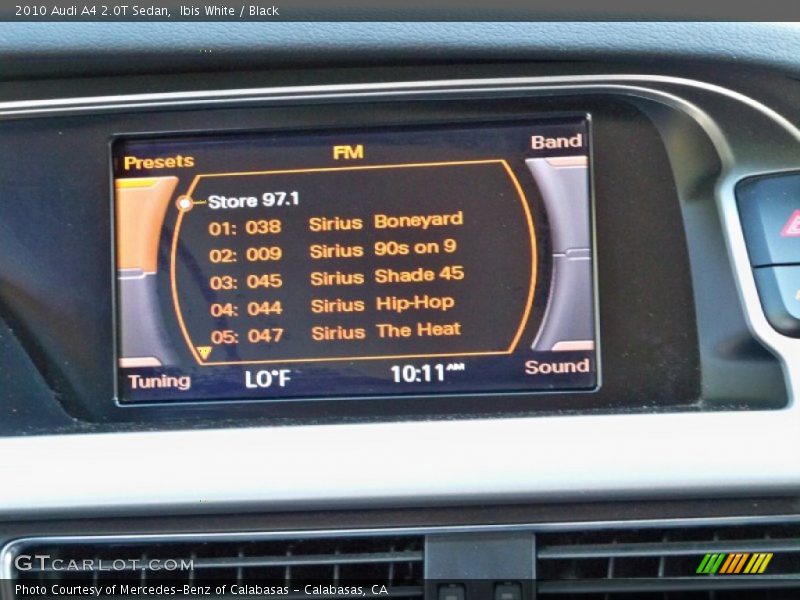 2010 Audi A4 2.0T Sedan,  Ibis White / Black
Presets
FM
Band
Store 97.1
01: 038 Sirius Boneyard
02: 009 Sirius 90s on 9
03: 045 Sirius Shade 45
04: 044 Sirius Hip-Hop
05: 047 Sirius The Heat
Tuning
LO°F
10:11 AM
Sound
GTCARLOT.COM
Photo Courtesy of Mercedes-Benz of Calabasas - Calabasas, CA